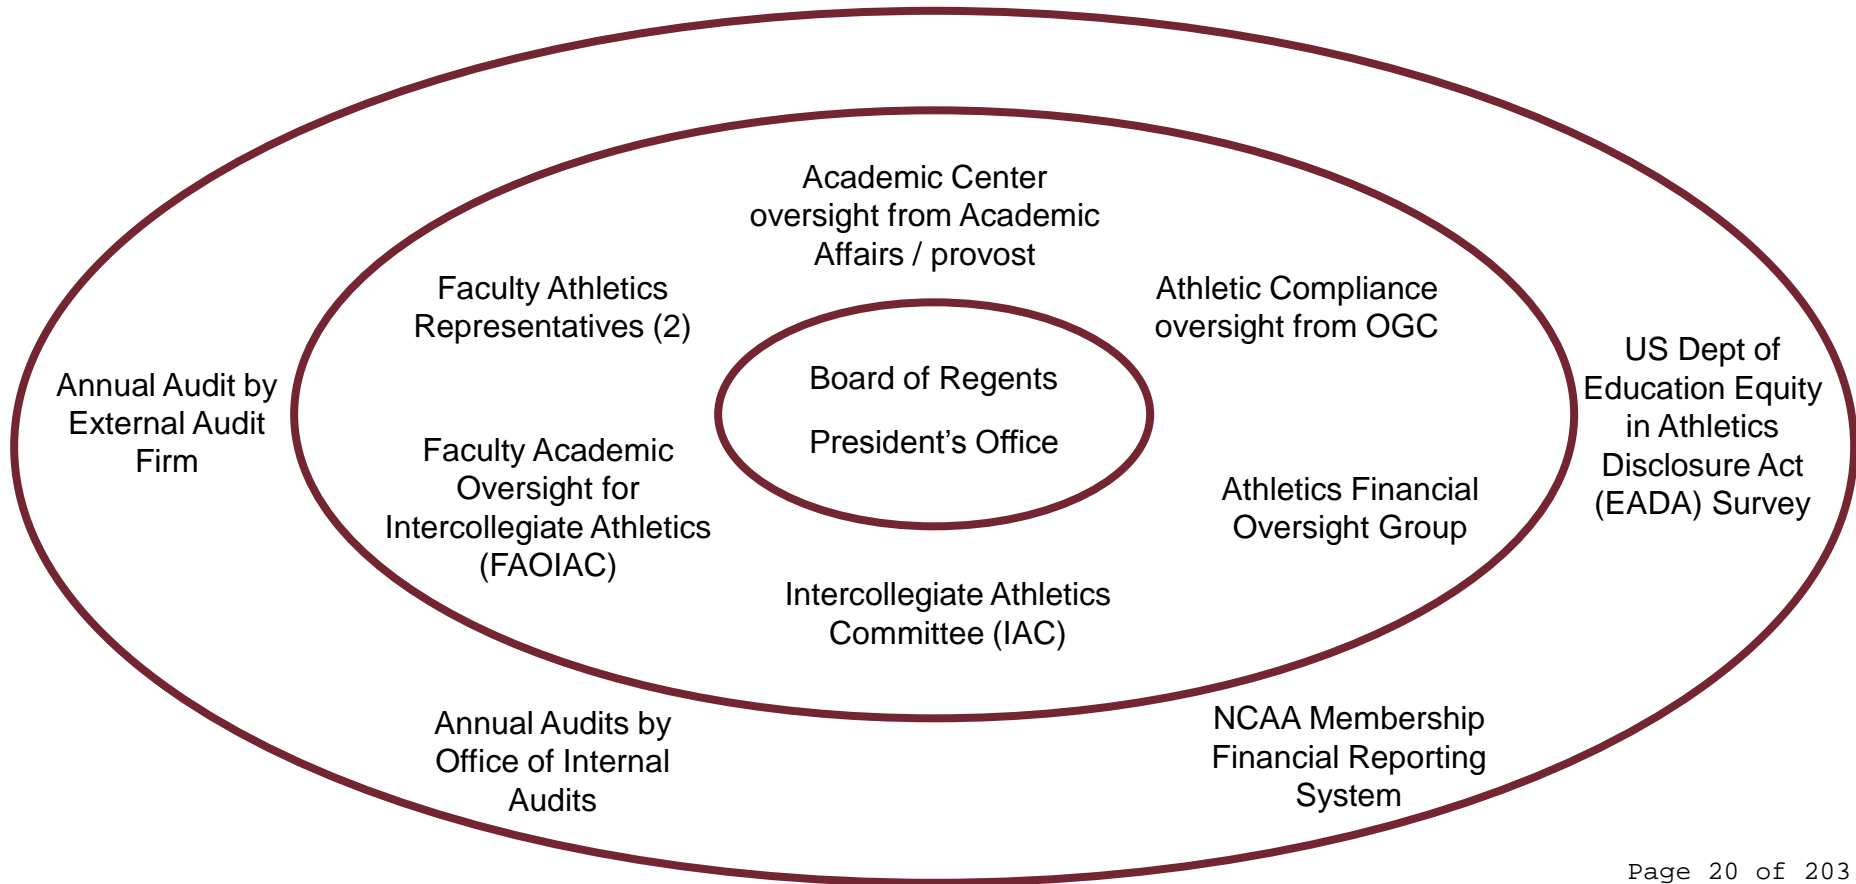 Academic Center
oversight from Academic
Affairs / provost
Faculty Athletics
Representatives (2)
Athletic Compliance
oversight from OGC
Board of Regents
President’s Office
Annual Audit by
External Audit
Firm
US Dept of
Education Equity
in Athletics
Disclosure Act
(EADA) Survey
Faculty Academic
Oversight for
Intercollegiate Athletics
(FAOIAC)
Athletics Financial
Oversight Group
Intercollegiate Athletics
Committee (IAC)
Annual Audits by
Office of Internal
Audits
NCAA Membership
Financial Reporting
System
Page 20 of 203